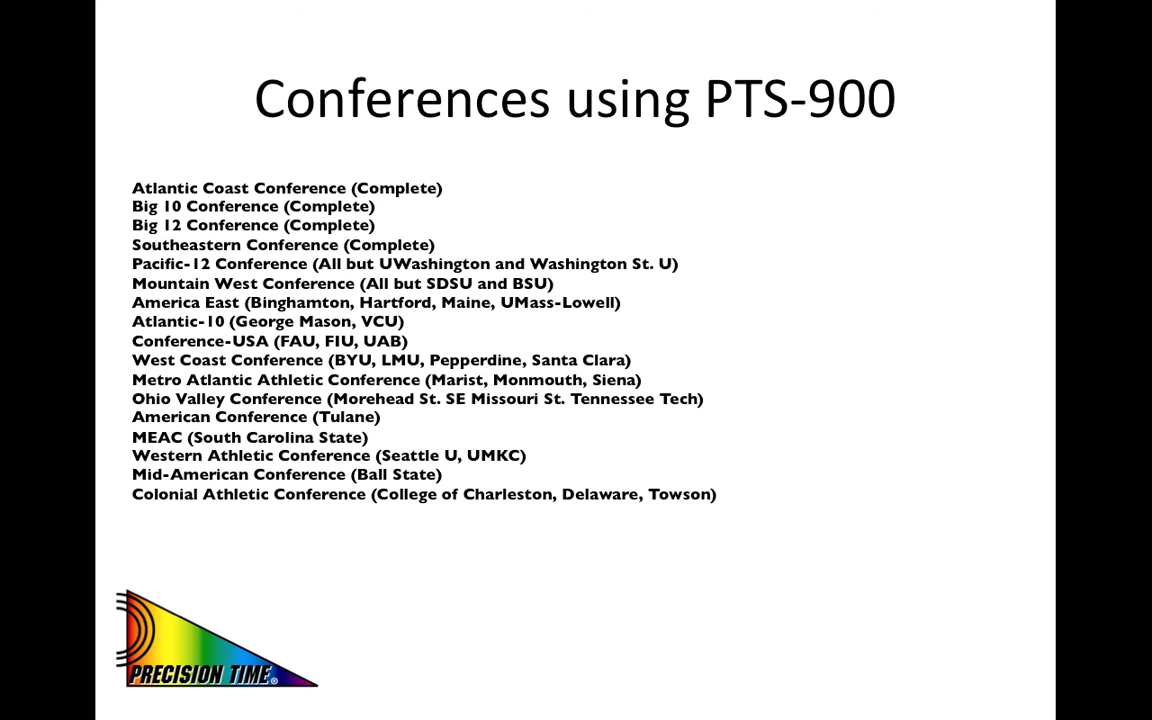 Conferences using PTS-900
Atlantic Coast Conference (Complete)
Big 10 Conference (Complete)
Big 12 Conference (Complete)
Southeastern Conference (Complete)
Pacific-12 Conference (All but UWashington and Washington St. U)
Mountain West Conference (All but SDSU and BSU)
America East (Binghamton, Hartford, Maine, UMass-Lowell)
Atlantic-10 (George Mason, VCU)
Conference-USA (FAU, FIU, UAB)
West Coast Conference (BYU, LMU, Pepperdine, Santa Clara)
Metro Atlantic Athletic Conference (Marist, Monmouth, Siena)
Ohio Valley Conference (Morehead St. SE Missouri St. Tennessee Tech)
American Conference (Tulane)
MEAC (South Carolina State)
Western Athletic Conference (Seattle U, UMKC)
Mid-American Conference (Ball State)
Colonial Athletic Conference (College of Charleston, Delaware, Towson)
PRECISION TIME®